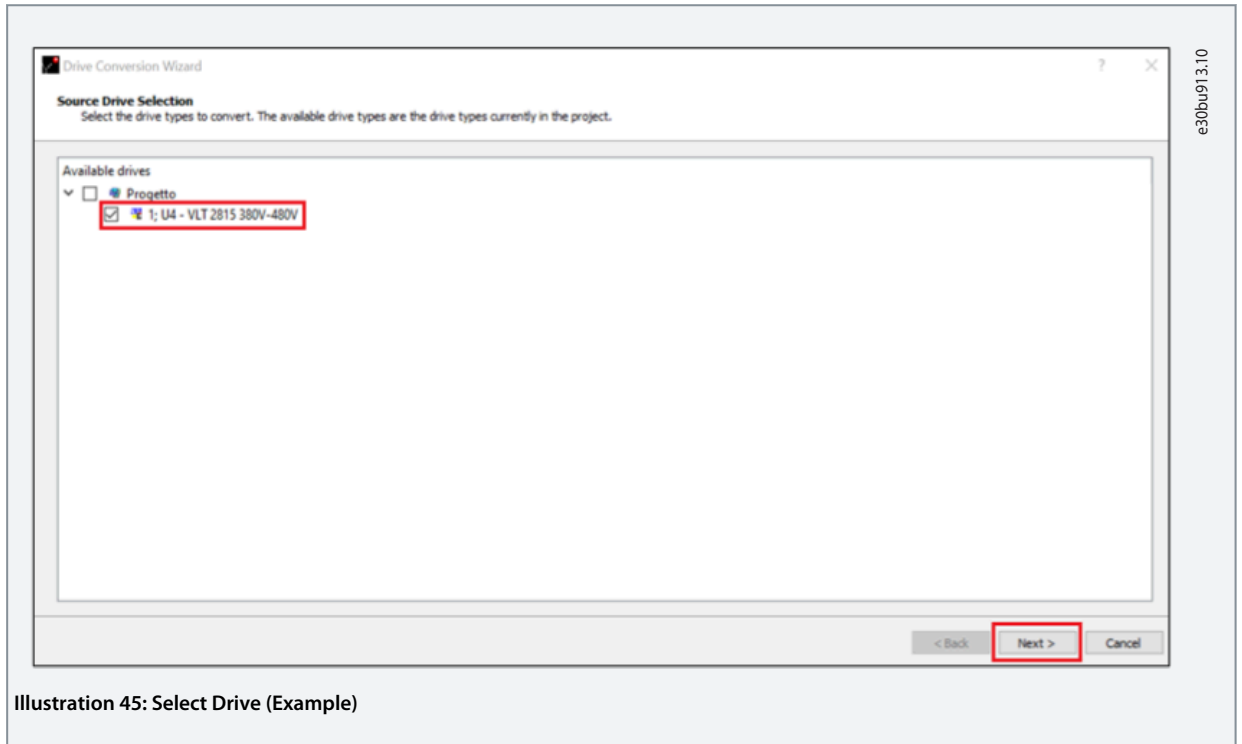 Drive Conversion Wizard
Source Drive Selection
Select the drive types to convert. The available drive types are the drive types currently in the project.
Available drives
Progetto
1; U4 - VLT 2815 380V-480V
< Back Next > Cancel
e30bu913.10
Illustration 45: Select Drive (Example)